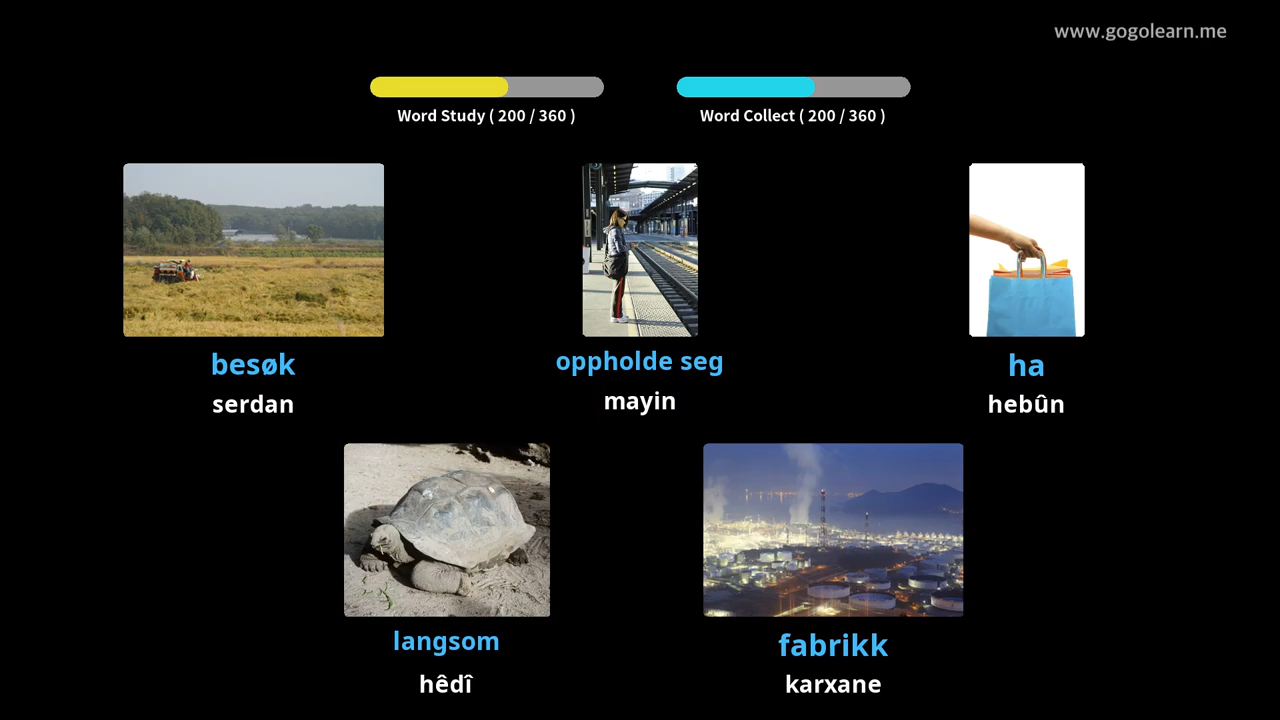 www.gogolearn.me
Word Study ( 200 / 360 )
Word Collect ( 200 / 360 )
besøk
serdan
oppholde seg
mayin
ha
hebûn
langsom
hêdî
fabrikk
karxane